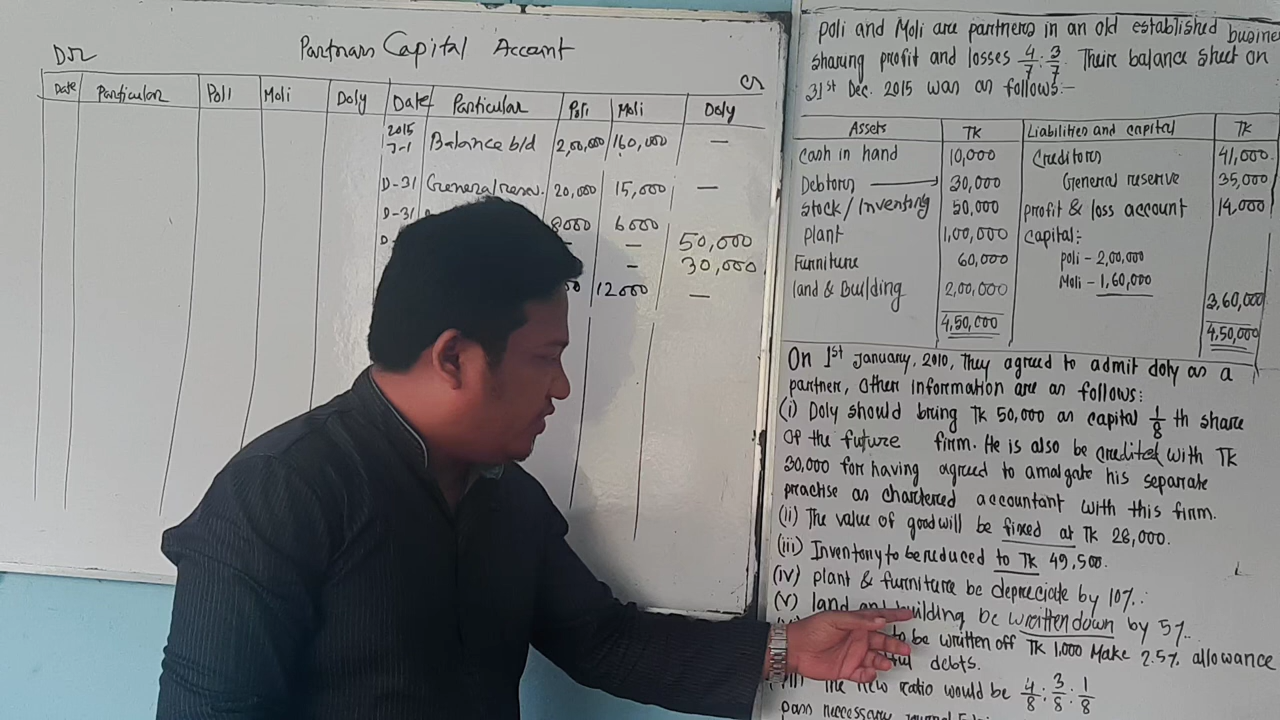 Dr
Partnars Capital Accant
Cr
Date Particular Poli Moli Doly Date Particular Poli Moli Doly
2015
J-1 Balance b/d 2,00,000 160,000 —
D-31 General reserv. 20,000 15,000 —
D-31 8000 6000
D — — 50,000
— 30,000
12000 —
Poli and Moli are partners in an old established busine
sharing profit and losses 4/7 : 3/7. Their balance sheet on
31st Dec. 2015 was as follows:-
Assets TK Liabilities and capital TK
Cash in hand 10,000 Creditors 41,000
Debtors 30,000 General reserve 35,000
Stock/Inventory 50,000 profit & loss account 14,000
plant 1,00,000 Capital:
Furniture 60,000 poli - 2,00,000
land & Building 2,00,000 Moli - 1,60,000
3,60,000
4,50,000 4,50,000
On 1st January, 2010, They agreed to admit doly as a
partner, Other information are as follows:
(i) Doly should bring TK 50,000 as capital 1/8 th share
of the future firm. He is also be credited with TK
30,000 for having agreed to amalgate his separate
practise as chartered accountant with this firm.
(ii) The value of goodwill be fixed at TK 28,000.
(iii) Inventory to be reduced to TK 49,500.
(iv) plant & furniture be depreciate by 10%.
(v) land and building be written down by 5%.
to be written off TK 1,000 Make 2.5% allowance
debts.
The new ratio would be 4/8 : 3/8 : 1/8
pass necessary